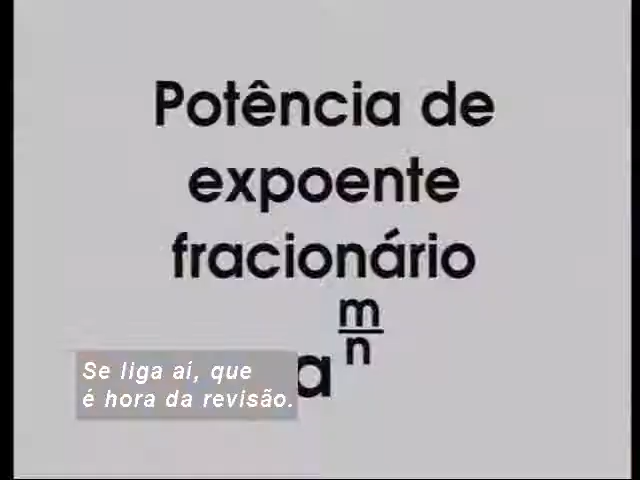 Potência de
expoente
fracionário
a^(m/n)
Se liga aí, que
é hora da revisão.